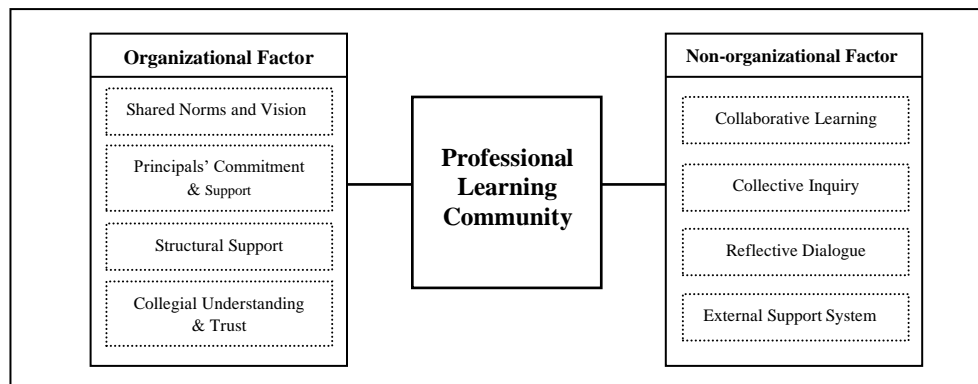 Organizational Factor
Shared Norms and Vision
Principals’ Commitment
& Support
Structural Support
Collegial Understanding
& Trust
Professional
Learning
Community
Non-organizational Factor
Collaborative Learning
Collective Inquiry
Reflective Dialogue
External Support System